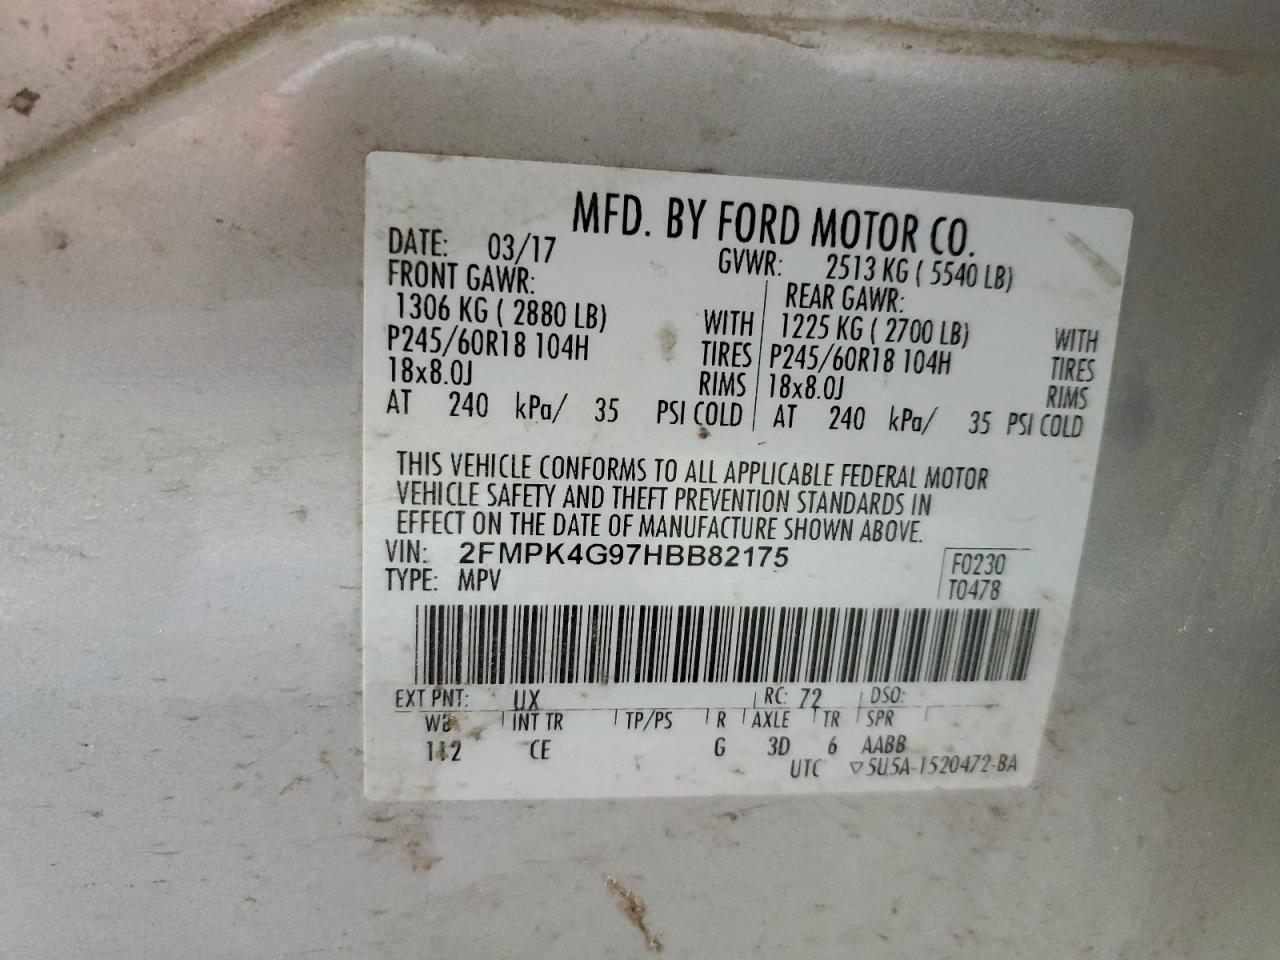 MFD. BY FORD MOTOR CO.
DATE: 03/17 GVWR: 2513 KG ( 5540 LB)
FRONT GAWR: REAR GAWR:
1306 KG ( 2880 LB) WITH 1225 KG ( 2700 LB) WITH
P245/60R18 104H TIRES P245/60R18 104H TIRES
18x8.0J RIMS 18x8.0J RIMS
AT 240 kPa/ 35 PSI COLD AT 240 kPa/ 35 PSI COLD
THIS VEHICLE CONFORMS TO ALL APPLICABLE FEDERAL MOTOR
VEHICLE SAFETY AND THEFT PREVENTION STANDARDS IN
EFFECT ON THE DATE OF MANUFACTURE SHOWN ABOVE.
VIN: 2FMPK4G97HBB82175 F0230
TYPE: MPV T0478
EXT PNT: UX RC: 72 DSO:
WB INT TR TP/PS R AXLE TR SPR
112 CE G 3D 6 AABB
UTC ▽5U5A-1520472-BA